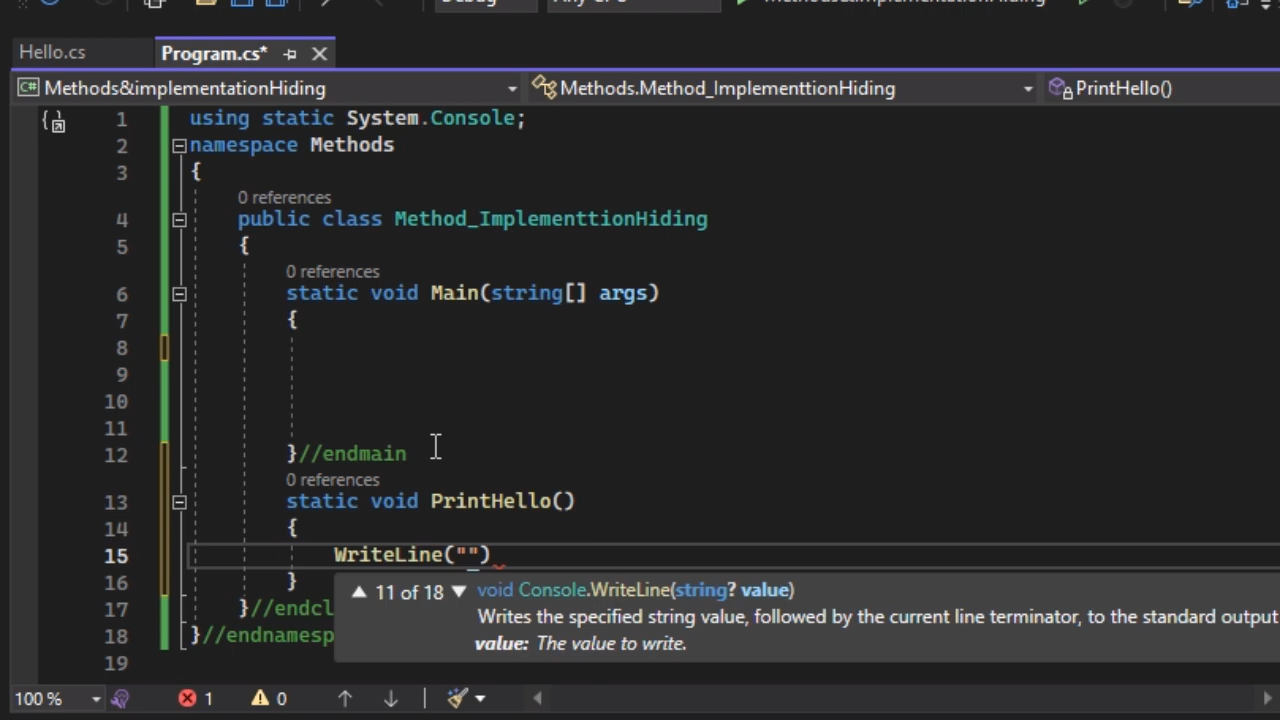 Hello.cs Program.cs*
Methods&implementationHiding Methods.Method_ImplementtionHiding PrintHello()
1 using static System.Console;
2 namespace Methods
3 {
0 references
4 public class Method_ImplementtionHiding
5 {
0 references
6 static void Main(string[] args)
7 {
8
9
10
11
12 }//endmain
0 references
13 static void PrintHello()
14 {
15 WriteLine("")
16 }
11 of 18 void Console.WriteLine(string? value)
17 }//endcl
Writes the specified string value, followed by the current line terminator, to the standard output
18 }//endnamesp
value: The value to write.
19
100 % 1 0